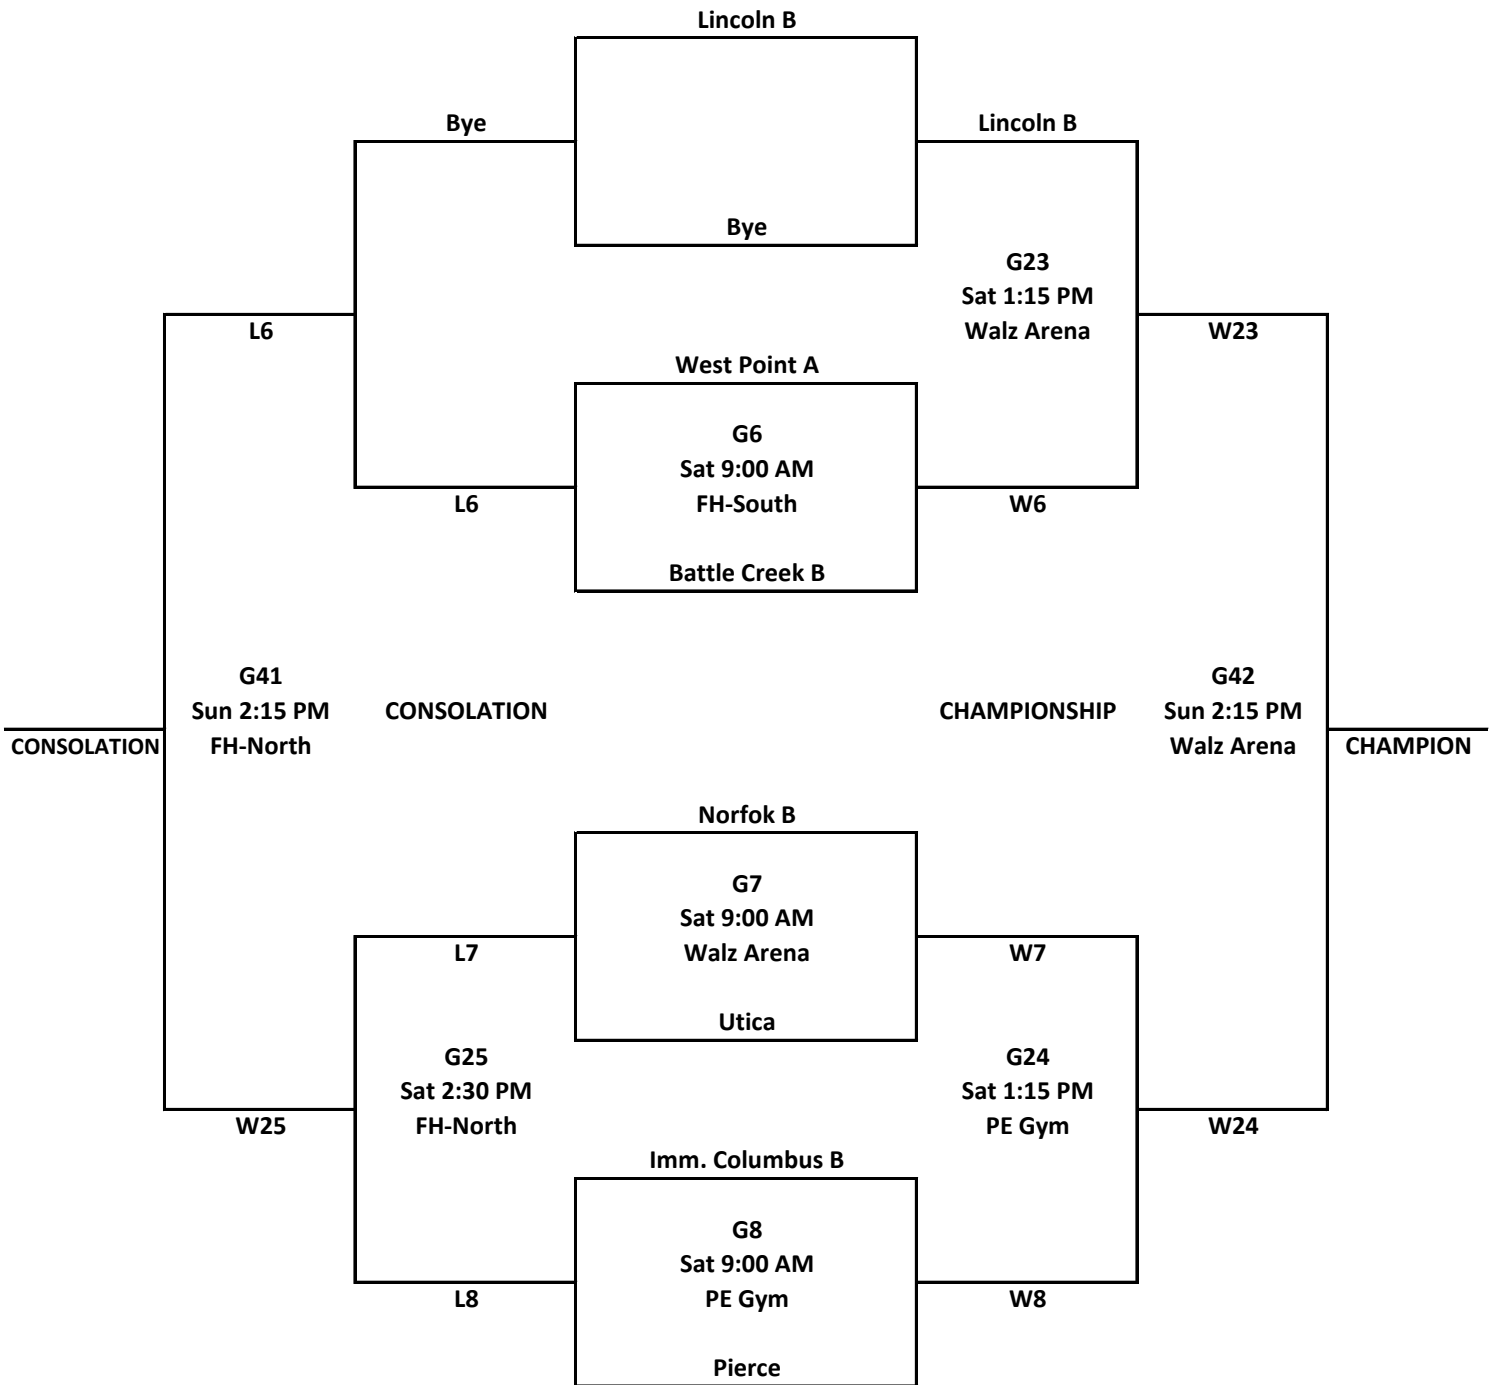 Lincoln B
Bye
Lincoln B
Bye
G23
Sat 1:15 PM
Walz Arena
L6
W23
West Point A
G6
Sat 9:00 AM
FH-South
L6
W6
Battle Creek B
G41
Sun 2:15 PM
FH-North
CONSOLATION
CONSOLATION
CHAMPIONSHIP
G42
Sun 2:15 PM
Walz Arena
CHAMPION
Norfok B
G7
Sat 9:00 AM
Walz Arena
L7
W7
Utica
G25
Sat 2:30 PM
FH-North
G24
Sat 1:15 PM
PE Gym
W25
W24
Imm. Columbus B
G8
Sat 9:00 AM
PE Gym
L8
W8
Pierce